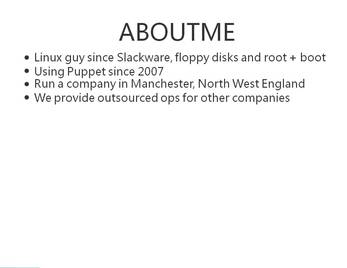 ABOUTME
• Linux guy since Slackware, floppy disks and root + boot
• Using Puppet since 2007
• Run a company in Manchester, North West England
• We provide outsourced ops for other companies